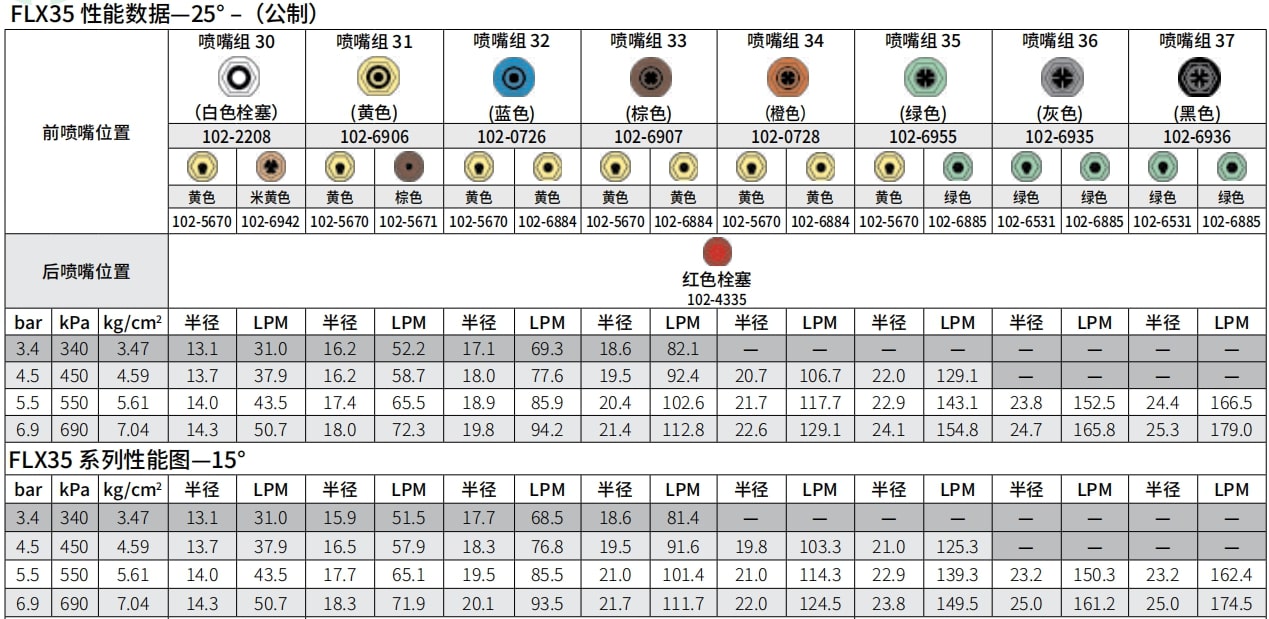 FLX35 性能数据—25° –（公制）
前喷嘴位置 喷嘴组 30 喷嘴组 31 喷嘴组 32 喷嘴组 33 喷嘴组 34 喷嘴组 35 喷嘴组 36 喷嘴组 37
(白色栓塞) (黄色) (蓝色) (棕色) (橙色) (绿色) (灰色) (黑色)
102-2208 102-6906 102-0726 102-6907 102-0728 102-6955 102-6935 102-6936
黄色 米黄色 黄色 棕色 黄色 黄色 黄色 黄色 黄色 黄色 黄色 绿色 绿色 绿色 绿色 绿色
102-5670 102-6942 102-5670 102-5671 102-5670 102-6884 102-5670 102-6884 102-5670 102-6884 102-5670 102-6885 102-6531 102-6885 102-6531 102-6885
后喷嘴位置 红色栓塞
102-4335
bar kPa kg/cm² 半径 LPM 半径 LPM 半径 LPM 半径 LPM 半径 LPM 半径 LPM 半径 LPM 半径 LPM
3.4 340 3.47 13.1 31.0 16.2 52.2 17.1 69.3 18.6 82.1 — — — — — — — —
4.5 450 4.59 13.7 37.9 16.2 58.7 18.0 77.6 19.5 92.4 20.7 106.7 22.0 129.1 — — — —
5.5 550 5.61 14.0 43.5 17.4 65.5 18.9 85.9 20.4 102.6 21.7 117.7 22.9 143.1 23.8 152.5 24.4 166.5
6.9 690 7.04 14.3 50.7 18.0 72.3 19.8 94.2 21.4 112.8 22.6 129.1 24.1 154.8 24.7 165.8 25.3 179.0
FLX35 系列性能图—15°
bar kPa kg/cm² 半径 LPM 半径 LPM 半径 LPM 半径 LPM 半径 LPM 半径 LPM 半径 LPM 半径 LPM
3.4 340 3.47 13.1 31.0 15.9 51.5 17.7 68.5 18.6 81.4 — — — — — — — —
4.5 450 4.59 13.7 37.9 16.5 57.9 18.3 76.8 19.5 91.6 19.8 103.3 21.0 125.3 — — — —
5.5 550 5.61 14.0 43.5 17.7 65.1 19.5 85.5 21.0 101.4 21.0 114.3 22.9 139.3 23.2 150.3 23.2 162.4
6.9 690 7.04 14.3 50.7 18.3 71.9 20.1 93.5 21.7 111.7 22.0 124.5 23.8 149.5 25.0 161.2 25.0 174.5